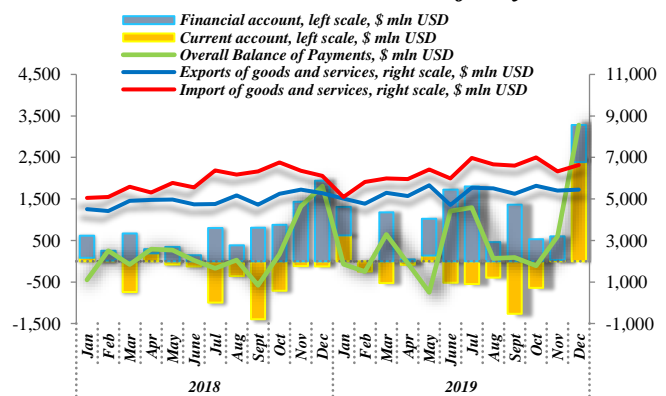 Financial account, left scale, $ mln USD
Current account, left scale, $ mln USD
Overall Balance of Payments, $ mln USD
Exports of goods and services, right scale, $ mln USD
Import of goods and services, right scale, $ mln USD
4,500
3,500
2,500
1,500
500
-500
-1,500
11,000
9,000
7,000
5,000
3,000
1,000
-1,000
Jan Feb Mar Apr May June Jul Aug Sept Oct Nov Dec Jan Feb Mar Apr May June Jul Aug Sept Oct Nov Dec
2018 2019